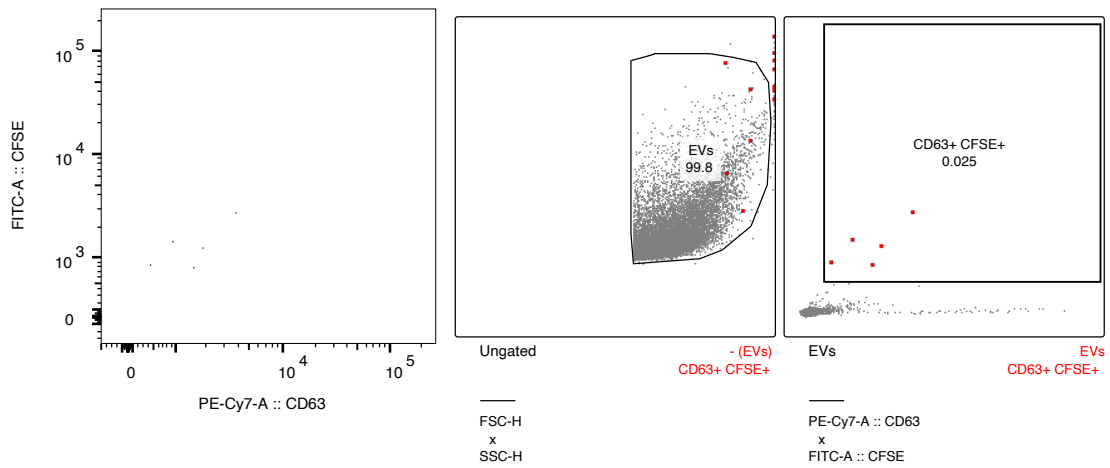 FITC-A :: CFSE
10 5
10 4
10 3
0
0
10 4
10 5
PE-Cy7-A :: CD63
EVs
99.8
Ungated
- (EVs)
CD63+ CFSE+
FSC-H
x
SSC-H
CD63+ CFSE+
0.025
EVs
EVs
CD63+ CFSE+
PE-Cy7-A :: CD63
x
FITC-A :: CFSE